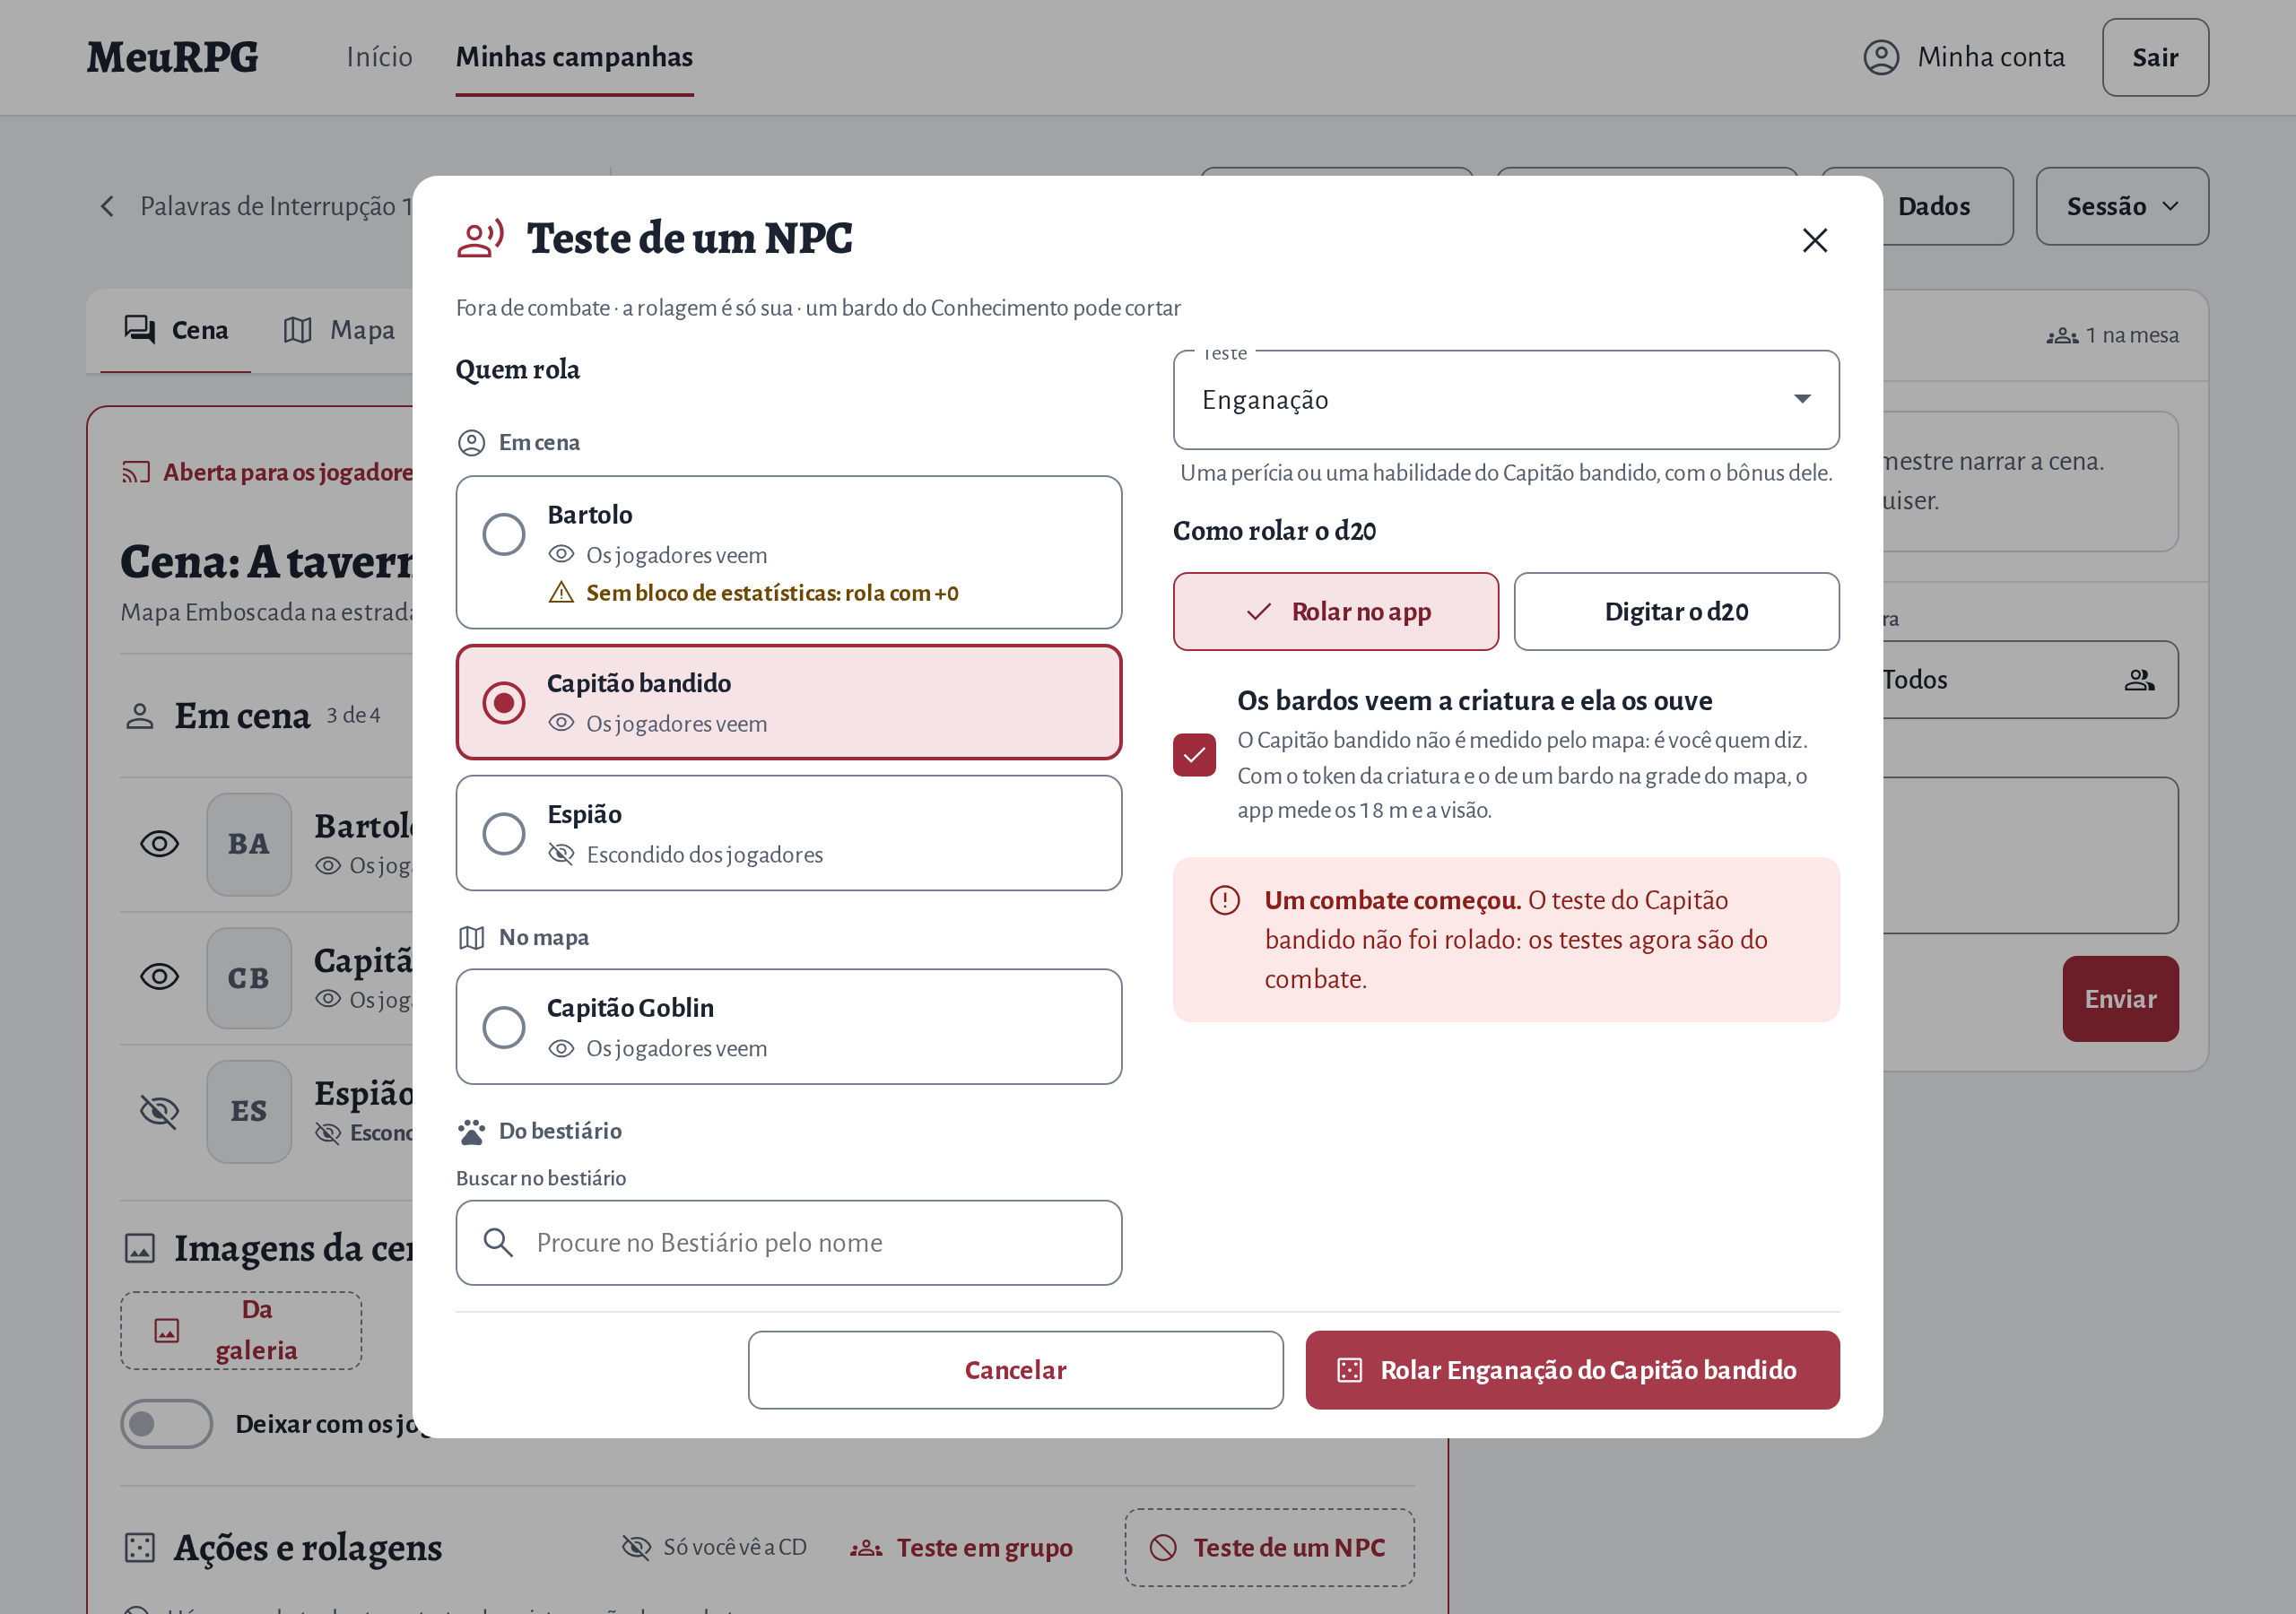 MeuRPG
Início
Minhas campanhas
Minha conta
Sair
Palavras de Interrupção 1
Dados
Sessão
Cena
Mapa
1 na mesa
Aberta para os jogadore
Cena: A tavern
Mapa Emboscada na estrada
Em cena
3 de 4
BA
Bartolo
Os jog
CB
Capitã
Os jog
ES
Espião
Escond
Imagens da cen
Da
galeria
Deixar com os jog
Ações e rolagens
Só você vê a CD
Teste em grupo
Teste de um NPC
mestre narrar a cena.
uiser.
ra
Todos
Enviar
Teste de um NPC
Fora de combate · a rolagem é só sua · um bardo do Conhecimento pode cortar
Quem rola
Em cena
Bartolo
Os jogadores veem
Sem bloco de estatísticas: rola com +0
Capitão bandido
Os jogadores veem
Espião
Escondido dos jogadores
No mapa
Capitão Goblin
Os jogadores veem
Do bestiário
Buscar no bestiário
Procure no Bestiário pelo nome
Teste
Enganação
Uma perícia ou uma habilidade do Capitão bandido, com o bônus dele.
Como rolar o d20
Rolar no app
Digitar o d20
Os bardos veem a criatura e ela os ouve
O Capitão bandido não é medido pelo mapa: é você quem diz.
Com o token da criatura e o de um bardo na grade do mapa, o
app mede os 18 m e a visão.
Um combate começou. O teste do Capitão
bandido não foi rolado: os testes agora são do
combate.
Cancelar
Rolar Enganação do Capitão bandido